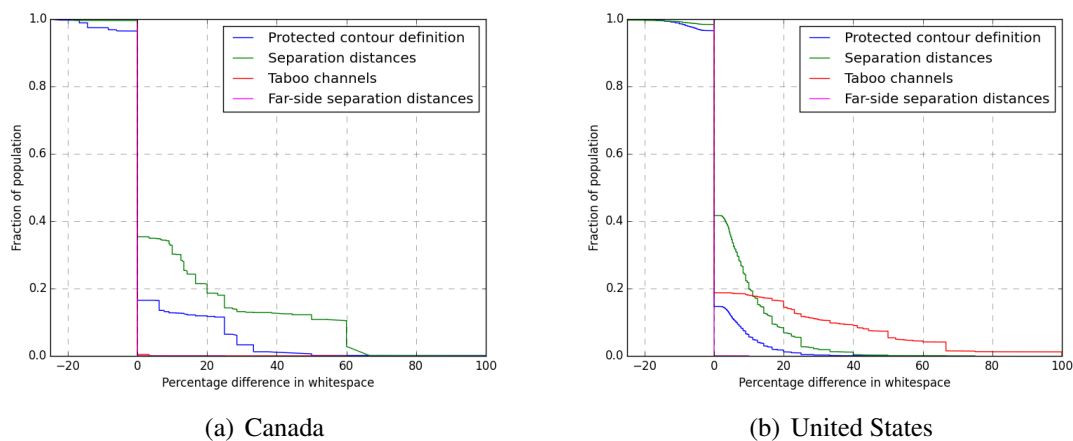 1.0
0.8
0.6
0.4
0.2
0.0
Fraction of population
Protected contour definition
Separation distances
Taboo channels
Far-side separation distances
−20 0 20 40 60 80 100
Percentage difference in whitespace
(a) Canada
1.0
0.8
0.6
0.4
0.2
0.0
Fraction of population
Protected contour definition
Separation distances
Taboo channels
Far-side separation distances
−20 0 20 40 60 80 100
Percentage difference in whitespace
(b) United States